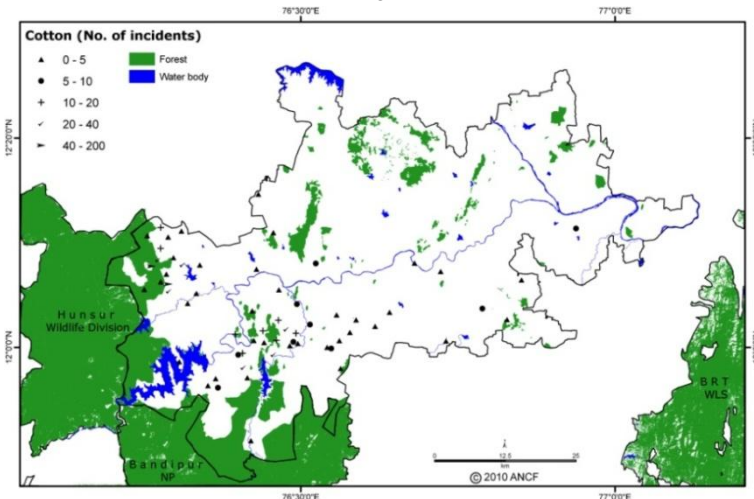 76°30'0"E 77°0'0"E
Cotton (No. of incidents)
0 - 5
5 - 10
10 - 20
20 - 40
40 - 200
Forest
Water body
12°20'0"N
12°0'0"N
Hunsur
Wildlife Division
BRT
WLS
Bandipur
NP
0 12.5 25
km
© 2010 ANCF
76°30'0"E 77°0'0"E